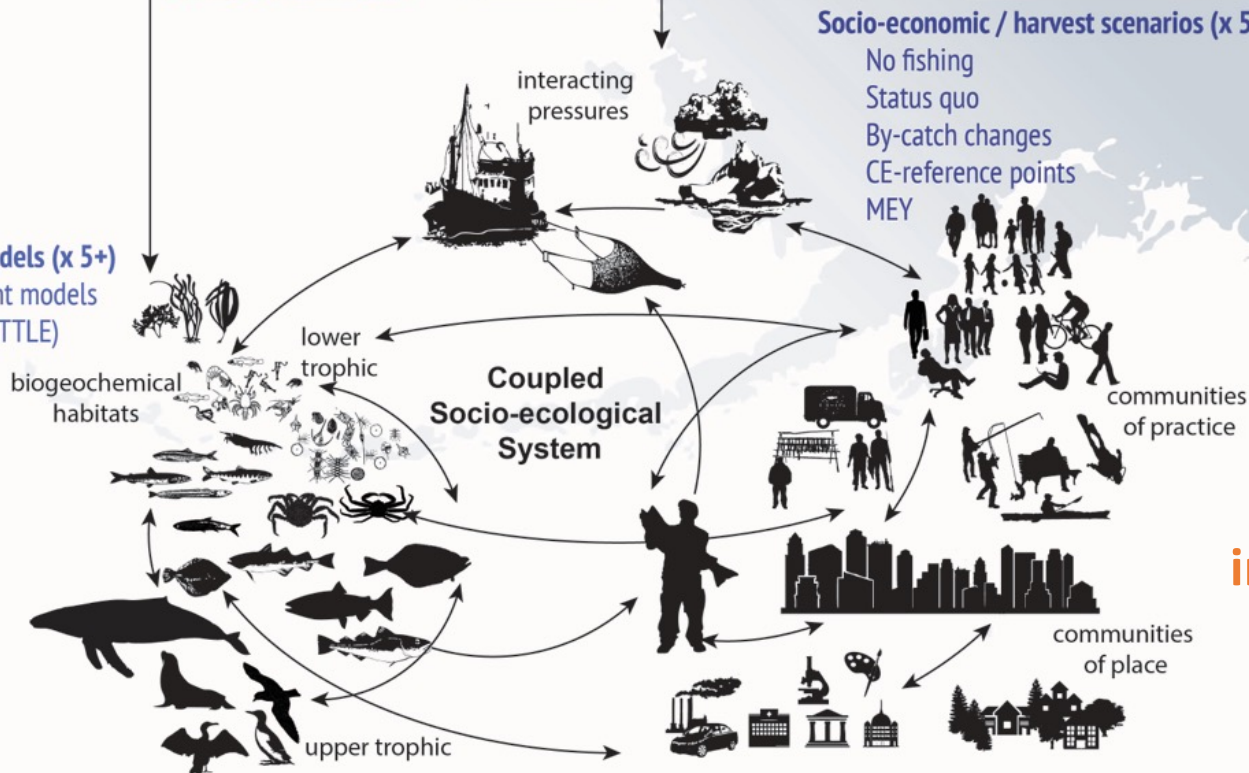 Socio-economic / harvest scenarios (x 5
No fishing
Status quo
By-catch changes
CE-reference points
MEY
interacting
pressures
dels (x 5+)
nt models
TTLE)
lower
trophic
biogeochemical
habitats
Coupled
Socio-ecological
System
communities
of practice
in
communities
of place
upper trophic